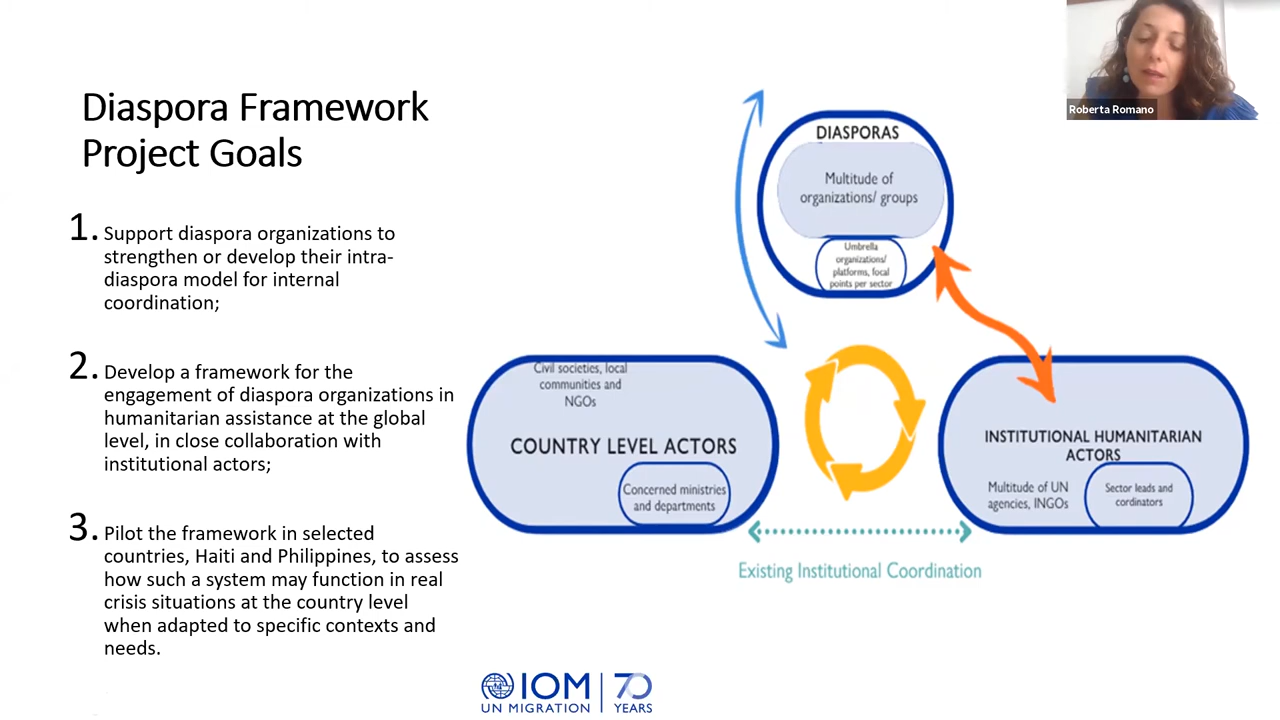 Roberta Romano
Diaspora Framework
Project Goals
1. Support diaspora organizations to
strengthen or develop their intra-
diaspora model for internal
coordination;
2. Develop a framework for the
engagement of diaspora organizations in
humanitarian assistance at the global
level, in close collaboration with
institutional actors;
3. Pilot the framework in selected
countries, Haiti and Philippines, to assess
how such a system may function in real
crisis situations at the country level
when adapted to specific contexts and
needs.
DIASPORAS
Multitude of
organizations/ groups
Umbrella
organizations/
platforms, focal
points per sector
Civil societies, local
communities and
NGOs
COUNTRY LEVEL ACTORS
Concerned ministries
and departments
INSTITUTIONAL HUMANITARIAN
ACTORS
Multitude of UN
agencies, INGOs
Sector leads and
cordinators
Existing Institutional Coordination
IOM
UN MIGRATION
70
YEARS